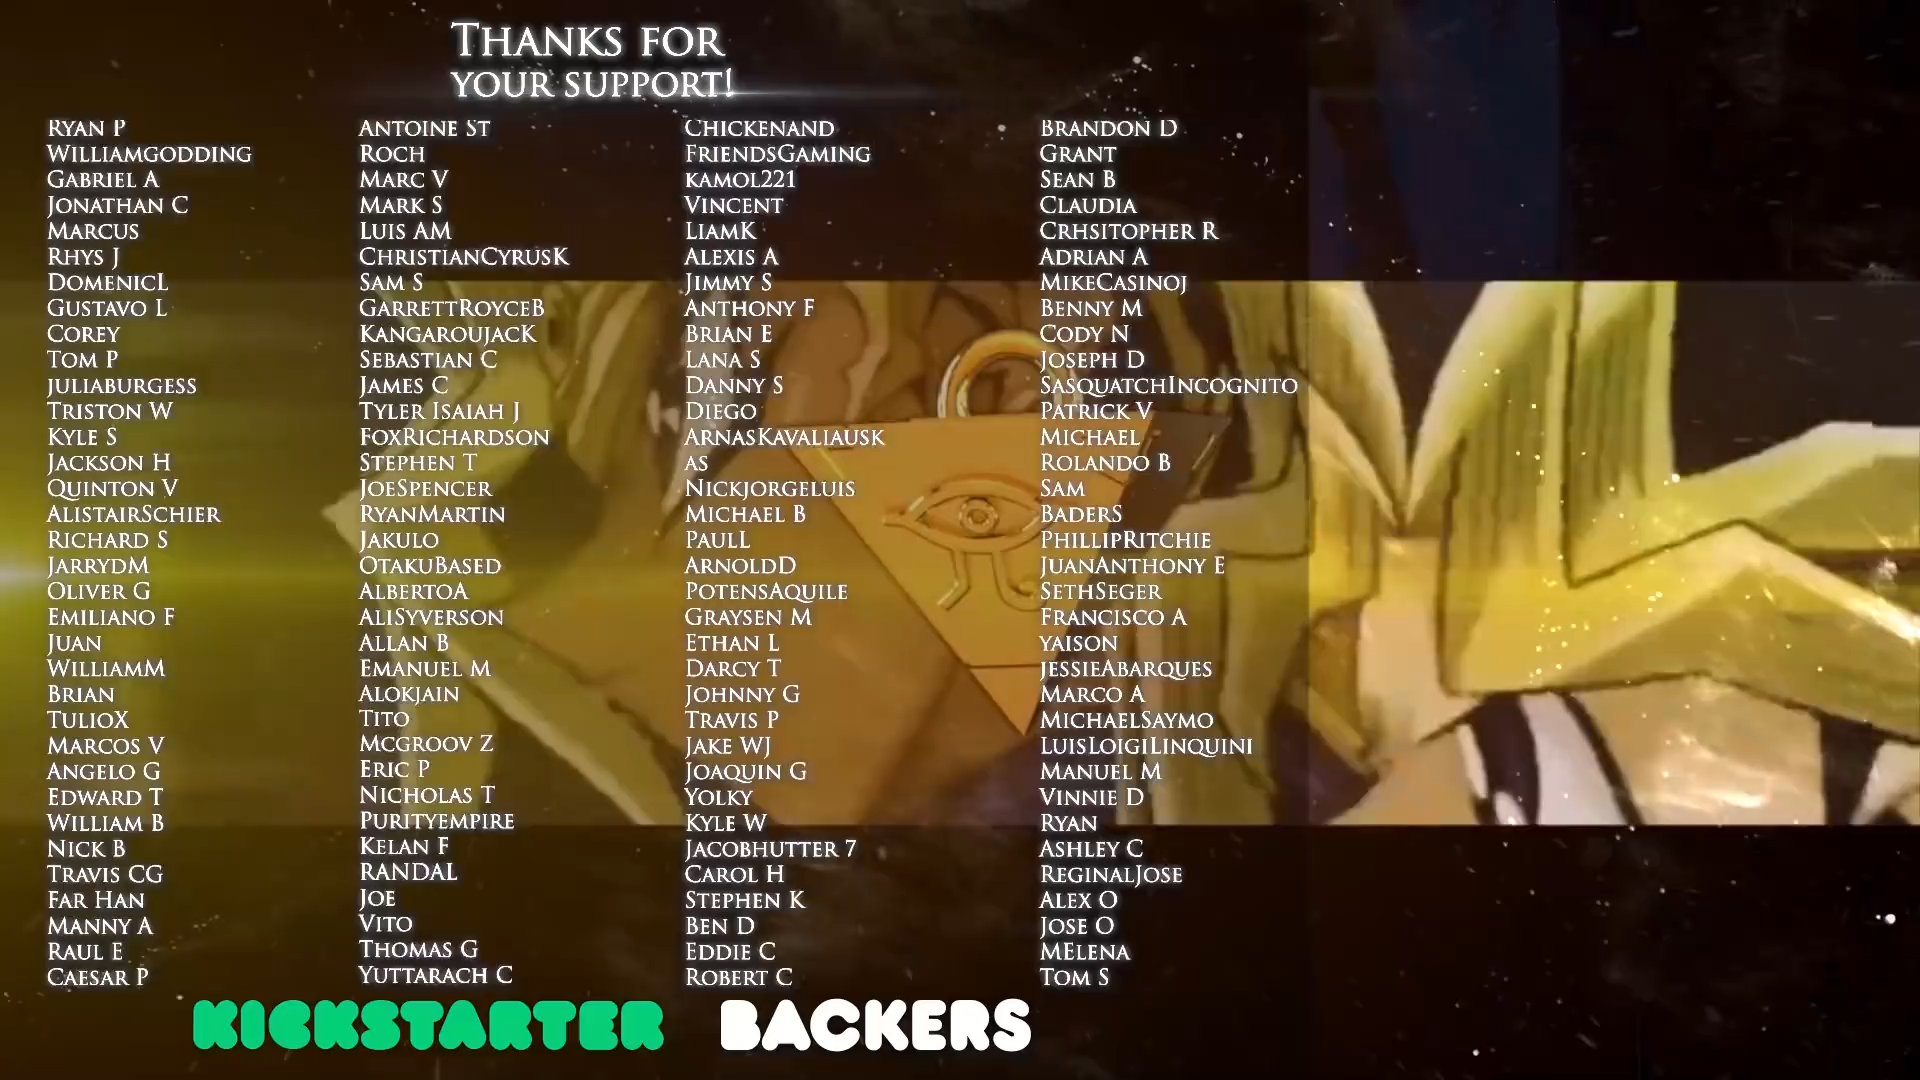 Thanks for
your support!
Ryan P
WilliamGodding
Gabriel A
Jonathan C
Marcus
Rhys J
DomenicL
Gustavo L
Corey
Tom P
juliaburgess
Triston W
Kyle S
Jackson H
Quinton V
AlistairSchier
Richard S
JarrydM
Oliver G
Emiliano F
Juan
WilliamM
Brian
TulioX
Marcos V
Angelo G
Edward T
William B
Nick B
Travis CG
Far Han
Manny A
Raul E
Caesar P
Antoine St
Roch
Marc V
Mark S
Luis AM
ChristianCyrusK
Sam S
GarrettRoyceB
KangaroujacK
Sebastian C
James C
Tyler Isaiah J
FoxRichardson
Stephen T
JoeSpencer
RyanMartin
Jakulo
OtakuBased
AlbertoA
AliSyverson
Allan B
Emanuel M
Alokjain
Tito
Mcgroov Z
Eric P
Nicholas T
Purityempire
Kelan F
Randal
Joe
Vito
Thomas G
Yuttarach C
Chickenand
FriendsGaming
kamol221
Vincent
LiamK
Alexis A
Jimmy S
Anthony F
Brian E
Lana S
Danny S
Diego
ArnasKavaliausk
as
Nickjorgeluis
Michael B
PaulL
ArnoldD
PotensAquile
Graysen M
Ethan L
Darcy T
Johnny G
Travis P
Jake WJ
Joaquin G
Yolky
Kyle W
Jacobhutter 7
Carol H
Stephen K
Ben D
Eddie C
Robert C
Brandon D
Grant
Sean B
Claudia
Crhsitopher R
Adrian A
MikeCasinoj
Benny M
Cody N
Joseph D
SasquatchIncognito
Patrick V
Michael
Rolando B
Sam
BaderS
PhillipRitchie
JuanAnthony E
SethSeger
Francisco A
yaison
jessieAbarques
Marco A
MichaelSaymo
LuisLoigiLinquini
Manuel M
Vinnie D
Ryan
Ashley C
ReginalJose
Alex O
Jose O
MElena
Tom S
KICKSTARTER BACKERS